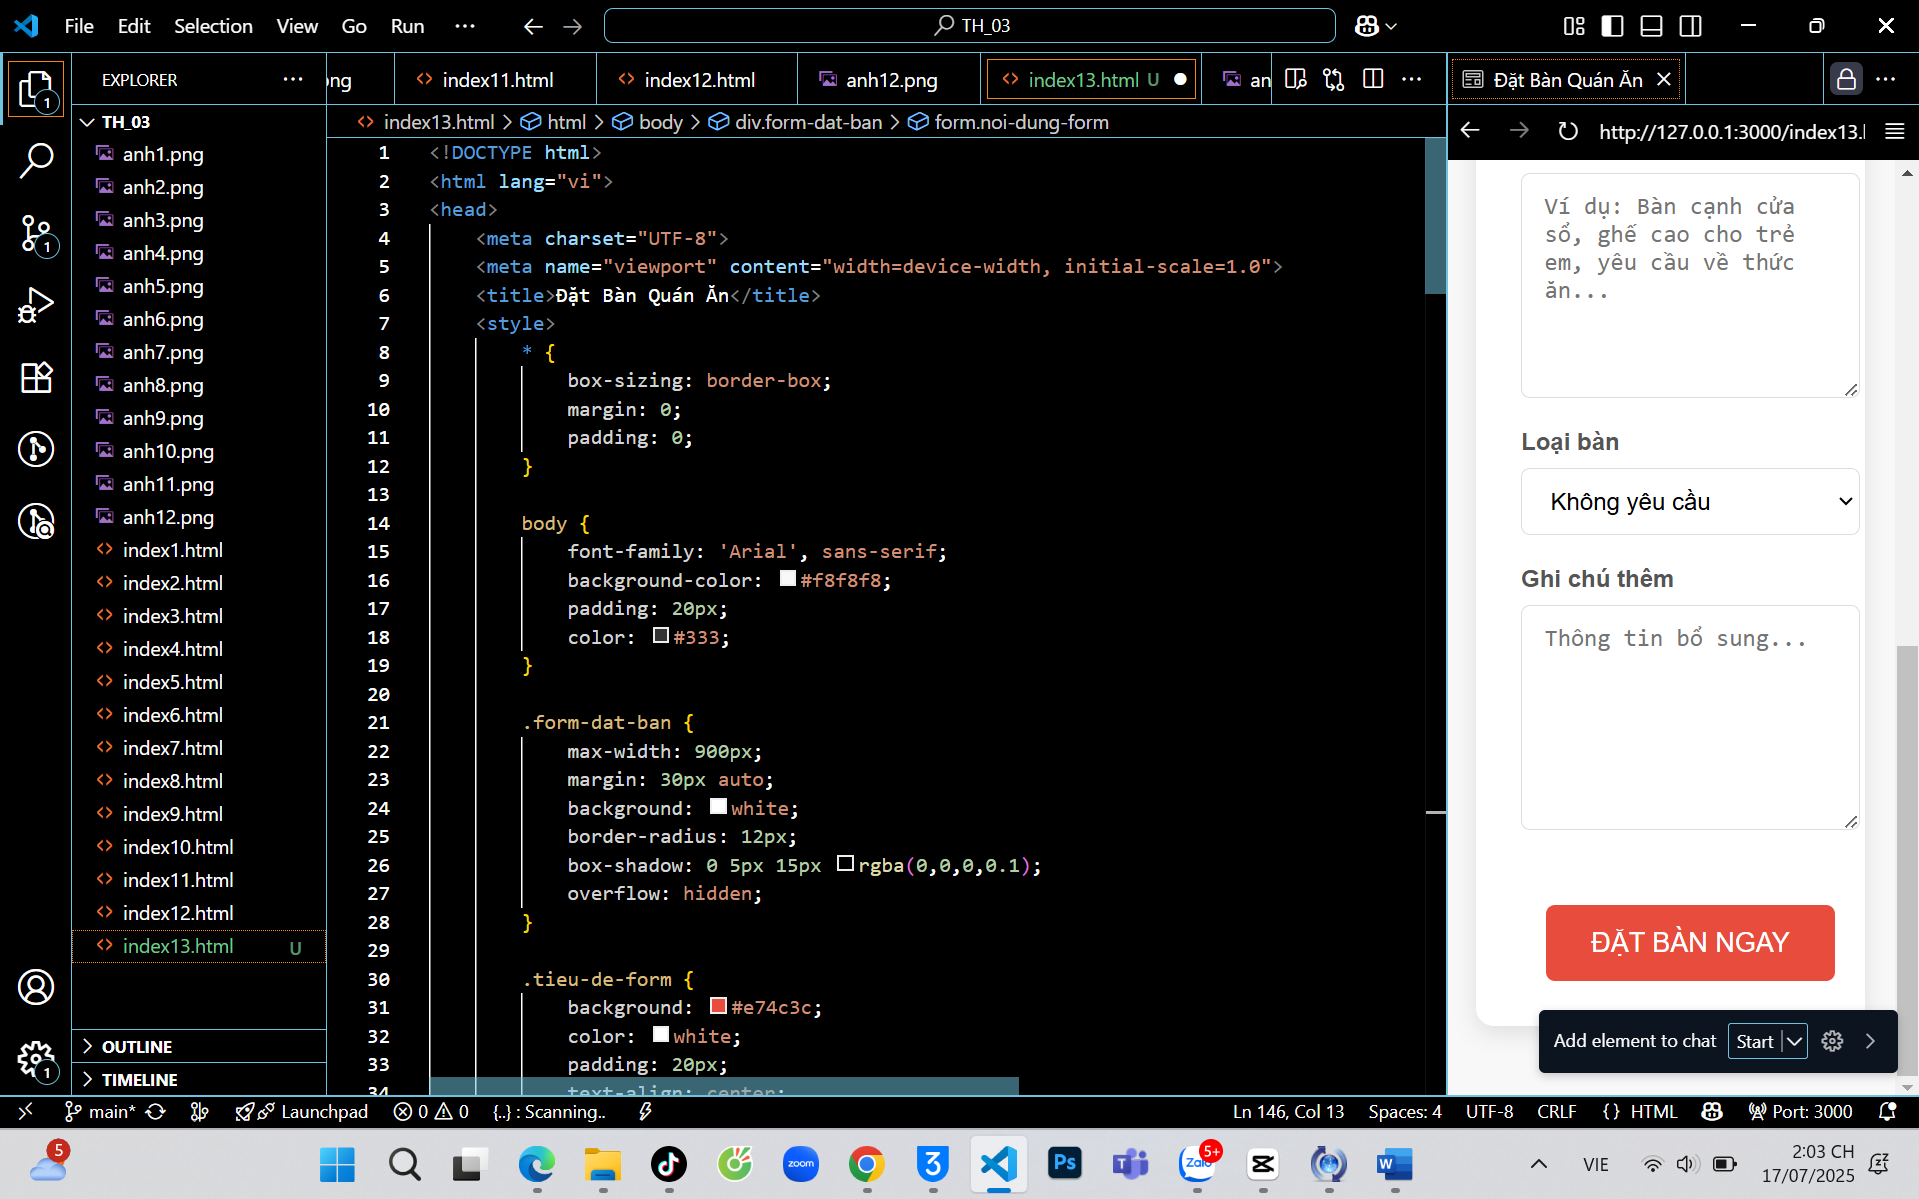 File Edit Selection View Go Run ··· TH_03
EXPLORER ···
ong
index11.html
index12.html
anh12.png
index13.html U
an
···
Đặt Bàn Quán Ăn
···
TH_03
anh1.png
anh2.png
anh3.png
anh4.png
anh5.png
anh6.png
anh7.png
anh8.png
anh9.png
anh10.png
anh11.png
anh12.png
index1.html
index2.html
index3.html
index4.html
index5.html
index6.html
index7.html
index8.html
index9.html
index10.html
index11.html
index12.html
index13.html U
OUTLINE
TIMELINE
1
1
1
index13.html > html > body > div.form-dat-ban > form.noi-dung-form
1 <!DOCTYPE html>
2 <html lang="vi">
3 <head>
4 <meta charset="UTF-8">
5 <meta name="viewport" content="width=device-width, initial-scale=1.0">
6 <title>Đặt Bàn Quán Ăn</title>
7 <style>
8 * {
9 box-sizing: border-box;
10 margin: 0;
11 padding: 0;
12 }
13
14 body {
15 font-family: 'Arial', sans-serif;
16 background-color: #f8f8f8;
17 padding: 20px;
18 color: #333;
19 }
20
21 .form-dat-ban {
22 max-width: 900px;
23 margin: 30px auto;
24 background: white;
25 border-radius: 12px;
26 box-shadow: 0 5px 15px rgba(0,0,0,0.1);
27 overflow: hidden;
28 }
29
30 .tieu-de-form {
31 background: #e74c3c;
32 color: white;
33 padding: 20px;
34 text-align: center;
http://127.0.0.1:3000/index13.
Ví dụ: Bàn cạnh cửa
sổ, ghế cao cho trẻ
em, yêu cầu về thức
ăn...
Loại bàn
Không yêu cầu
Ghi chú thêm
Thông tin bổ sung...
ĐẶT BÀN NGAY
Add element to chat Start
main* Launchpad 0 0 {..} : Scanning.. Ln 146, Col 13 Spaces: 4 UTF-8 CRLF {} HTML Port: 3000
5
zoom
3
Ps
Zalo
5+
W
VIE
2:03 CH
17/07/2025